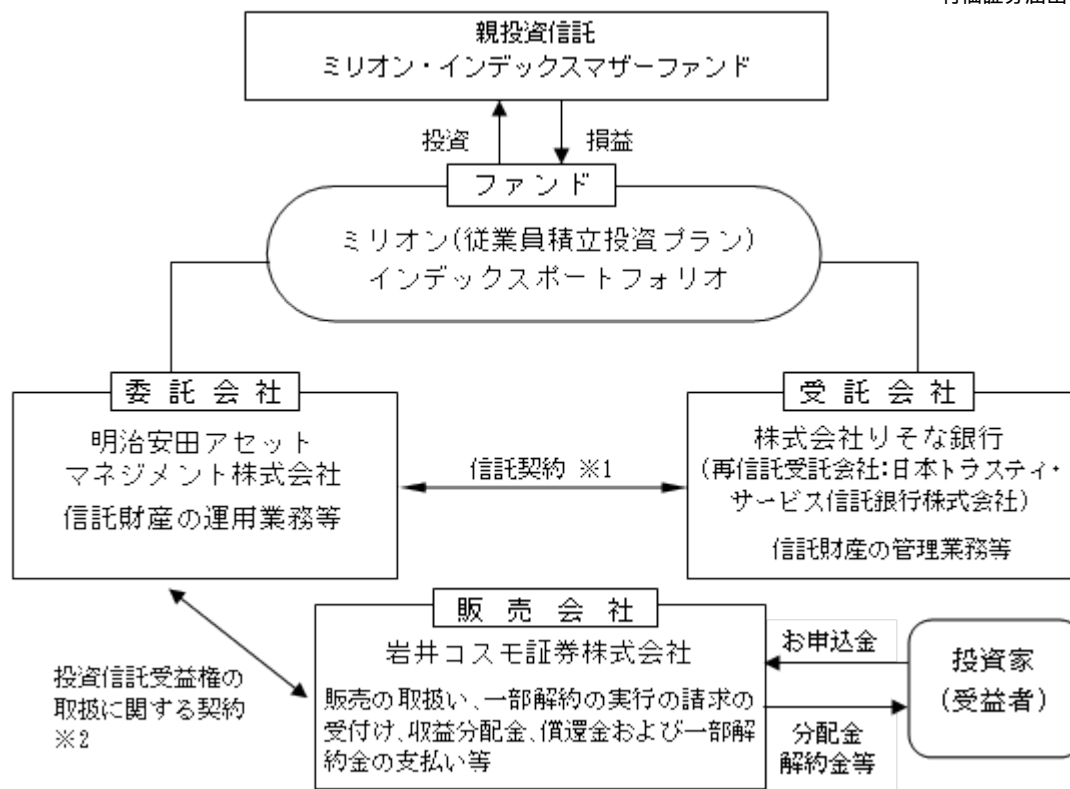 親投資信託
ミリオン・インデックスマザーファンド
投資
損益
ファンド
ミリオン(従業員積立投資プラン)
インデックスポートフォリオ
委託会社
明治安田アセット
マネジメント株式会社
信託財産の運用業務等
信託契約 ※1
受託会社
株式会社りそな銀行
(再信託受託会社:日本トラスティ・
サービス信託銀行株式会社)
信託財産の管理業務等
投資信託受益権の
取扱に関する契約
※2
販売会社
岩井コスモ証券株式会社
販売の取扱い、一部解約の実行の請求の
受付け、収益分配金、償還金および一部解
約金の支払い等
お申込金
分配金
解約金等
投資家
(受益者)